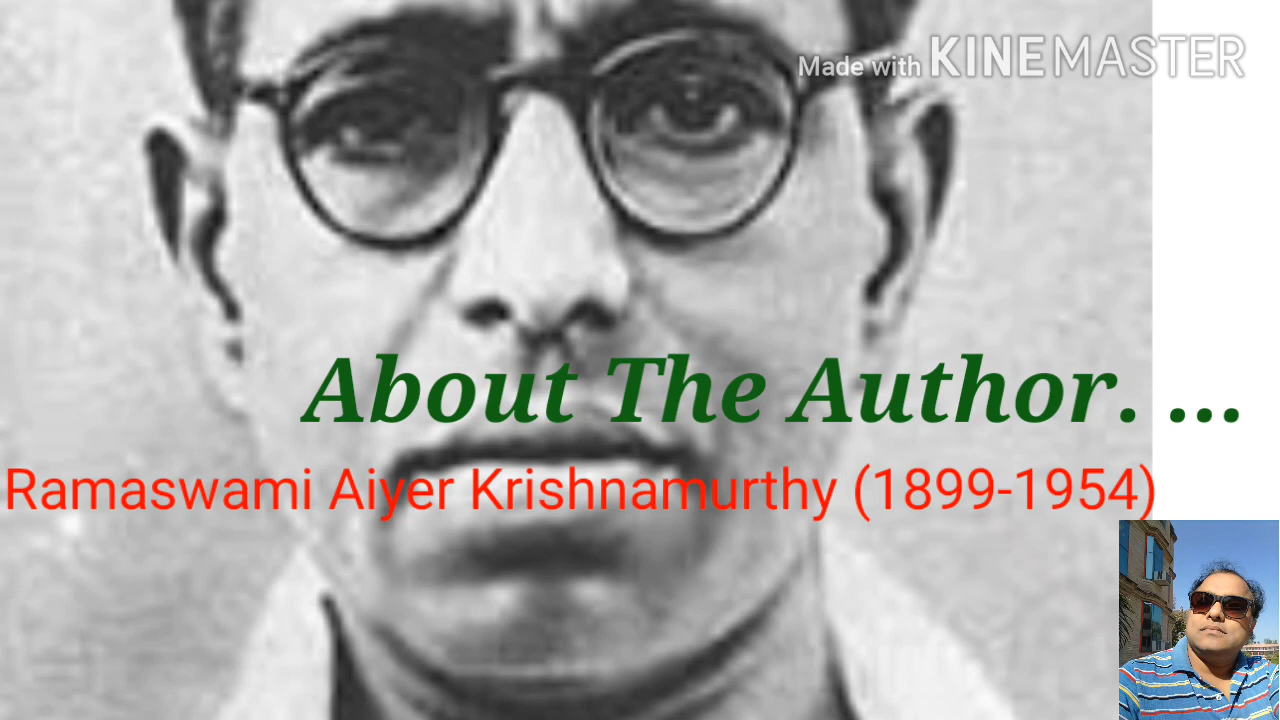 Made with KINEMASTER
About The Author. ...
Ramaswami Aiyer Krishnamurthy (1899-1954)